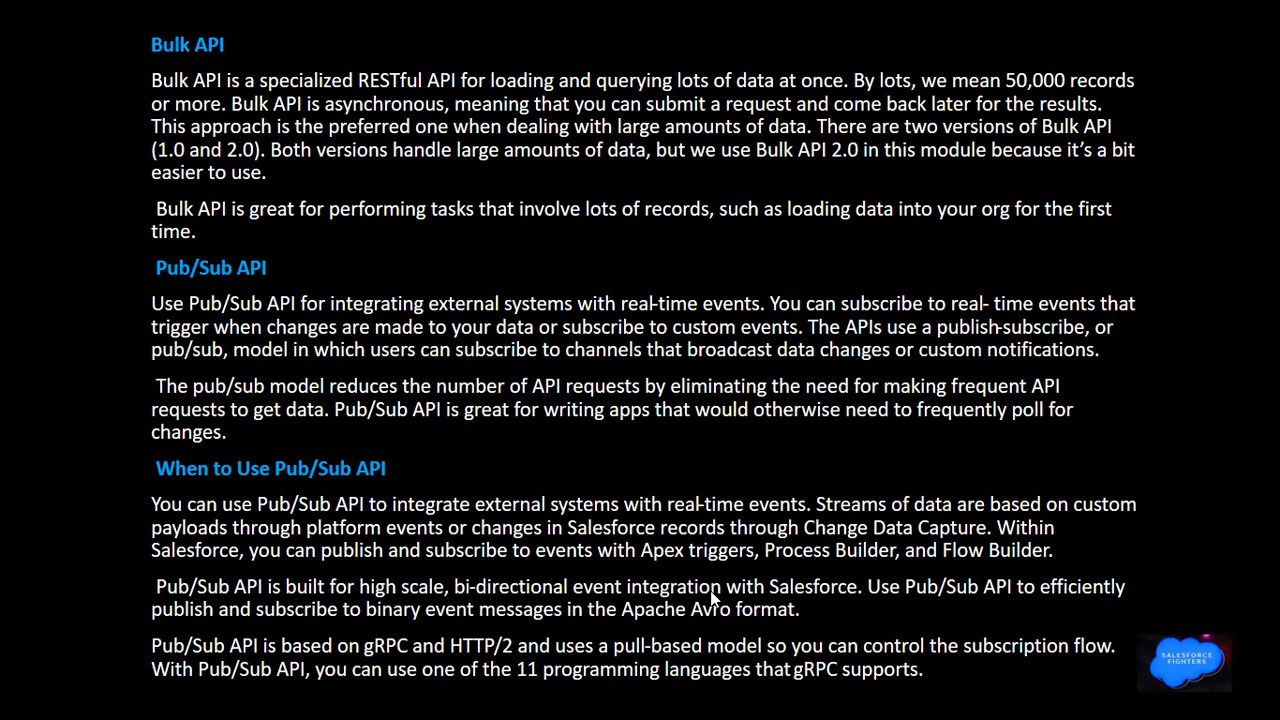 Bulk API
Bulk API is a specialized RESTful API for loading and querying lots of data at once. By lots, we mean 50,000 records
or more. Bulk API is asynchronous, meaning that you can submit a request and come back later for the results.
This approach is the preferred one when dealing with large amounts of data. There are two versions of Bulk API
(1.0 and 2.0). Both versions handle large amounts of data, but we use Bulk API 2.0 in this module because it’s a bit
easier to use.
Bulk API is great for performing tasks that involve lots of records, such as loading data into your org for the first
time.
Pub/Sub API
Use Pub/Sub API for integrating external systems with real-time events. You can subscribe to real- time events that
trigger when changes are made to your data or subscribe to custom events. The APIs use a publish-subscribe, or
pub/sub, model in which users can subscribe to channels that broadcast data changes or custom notifications.
The pub/sub model reduces the number of API requests by eliminating the need for making frequent API
requests to get data. Pub/Sub API is great for writing apps that would otherwise need to frequently poll for
changes.
When to Use Pub/Sub API
You can use Pub/Sub API to integrate external systems with real-time events. Streams of data are based on custom
payloads through platform events or changes in Salesforce records through Change Data Capture. Within
Salesforce, you can publish and subscribe to events with Apex triggers, Process Builder, and Flow Builder.
Pub/Sub API is built for high scale, bi-directional event integration with Salesforce. Use Pub/Sub API to efficiently
publish and subscribe to binary event messages in the Apache Avro format.
Pub/Sub API is based on gRPC and HTTP/2 and uses a pull-based model so you can control the subscription flow.
With Pub/Sub API, you can use one of the 11 programming languages that gRPC supports.
SALESFORCE
FIGHTERS